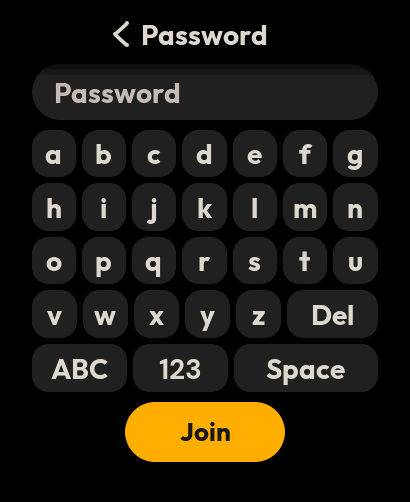 Password
Password
a b c d e f g
h i j k l m n
o p q r s t u
v w x y z Del
ABC 123 Space
Join